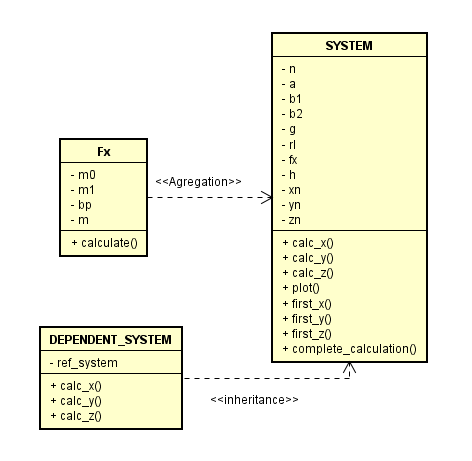 SYSTEM
- n
- a
- b1
- b2
- g
- rl
- fx
- h
- xn
- yn
- zn
+ calc_x()
+ calc_y()
+ calc_z()
+ plot()
+ first_x()
+ first_y()
+ first_z()
+ complete_calculation()
Fx
- m0
- m1
- bp
- m
+ calculate()
<<Agregation>>
DEPENDENT_SYSTEM
- ref_system
+ calc_x()
+ calc_y()
+ calc_z()
<<inheritance>>